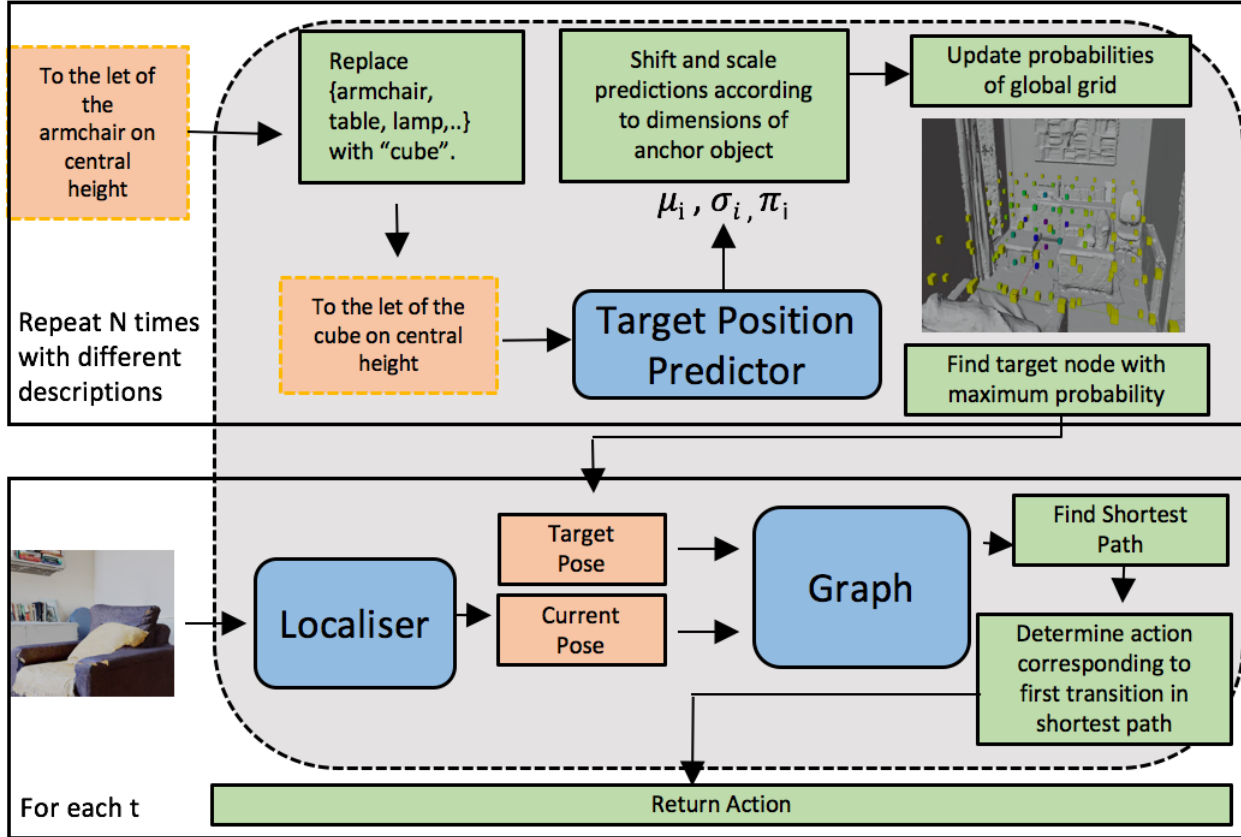 To the let of
the
armchair on
central
height
Replace
{armchair,
table, lamp,..}
with “cube”.
Shift and scale
predictions according
to dimensions of
anchor object
Update probabilities
of global grid
μi , σi, πi
To the let of the
cube on central
height
Target Position
Predictor
Repeat N times
with different
descriptions
Find target node with
maximum probability
Localiser
Target
Pose
Current
Pose
Graph
Find Shortest
Path
Determine action
corresponding to
first transition in
shortest path
For each t
Return Action